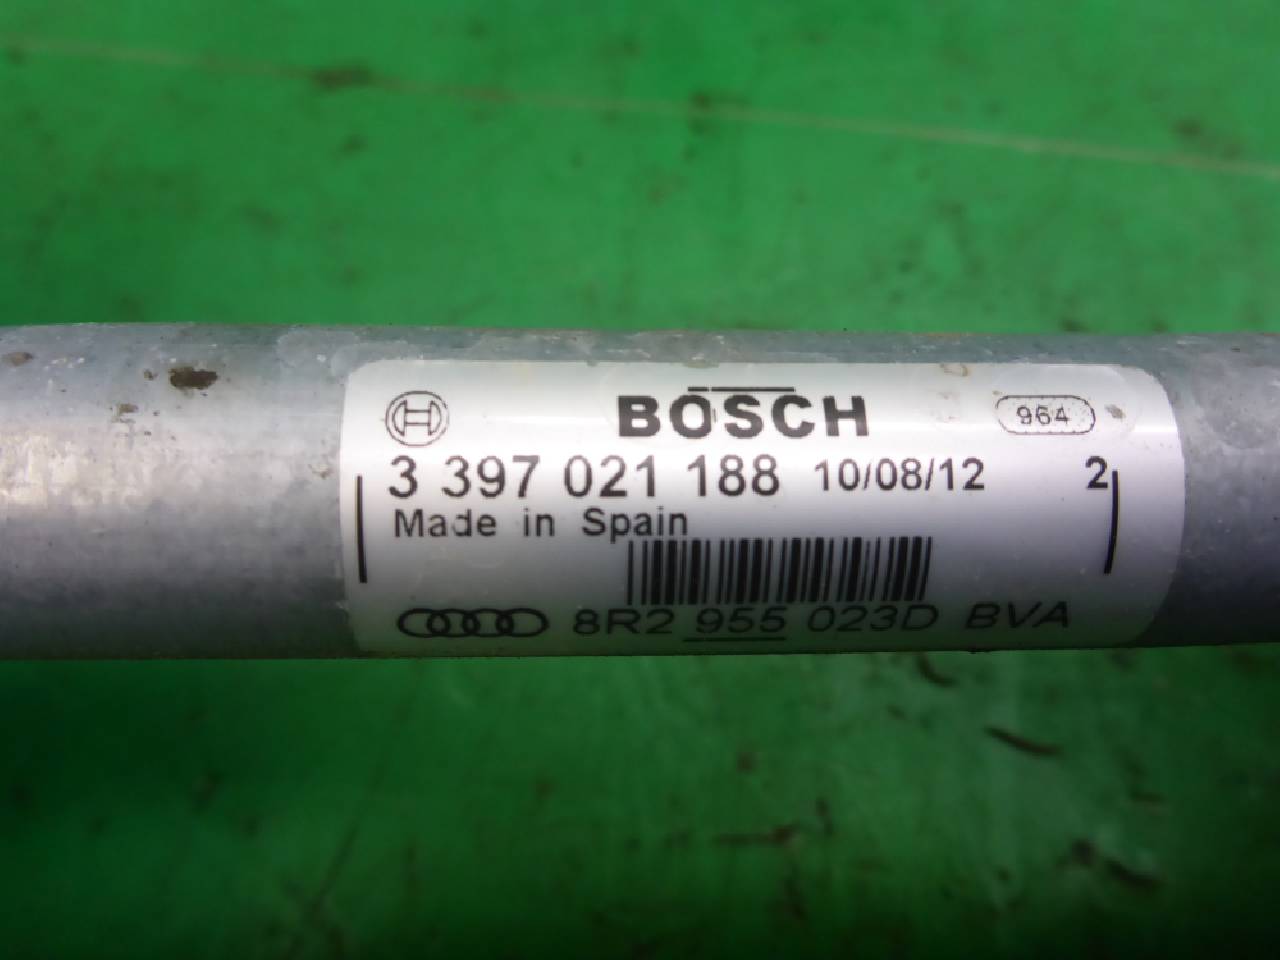 BOSCH 964
3 397 021 188 10/08/12 2
Made in Spain
8R2 955 023D BVA